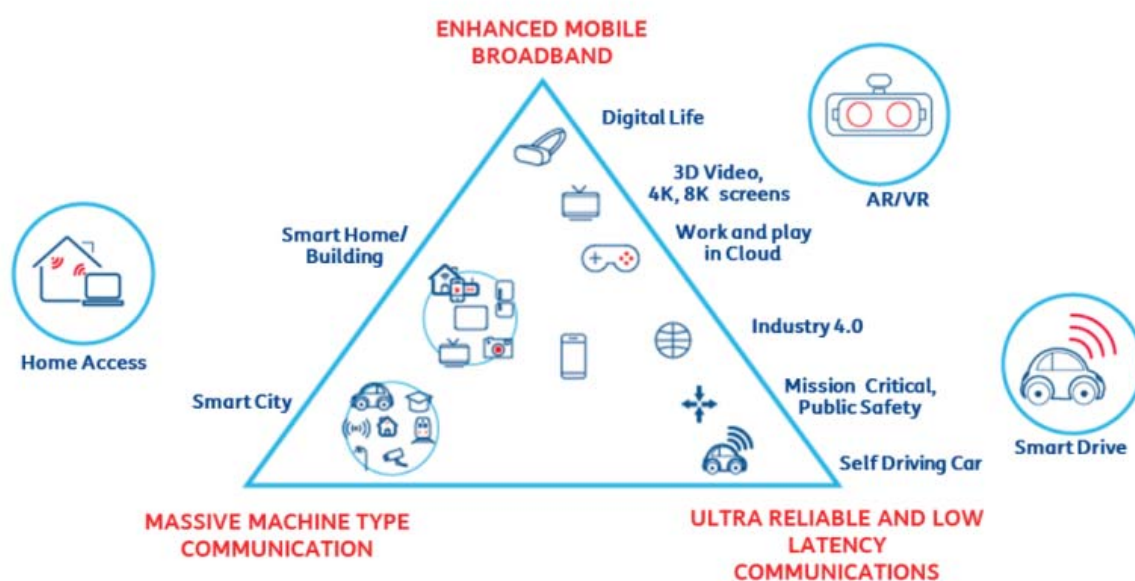 ENHANCED MOBILE
BROADBAND
Digital Life
3D Video,
4K, 8K screens
AR/VR
Smart Home/
Building
Work and play
in Cloud
Home Access
Industry 4.0
Smart City
Mission Critical,
Public Safety
Smart Drive
Self Driving Car
MASSIVE MACHINE TYPE
COMMUNICATION
ULTRA RELIABLE AND LOW
LATENCY
COMMUNICATIONS